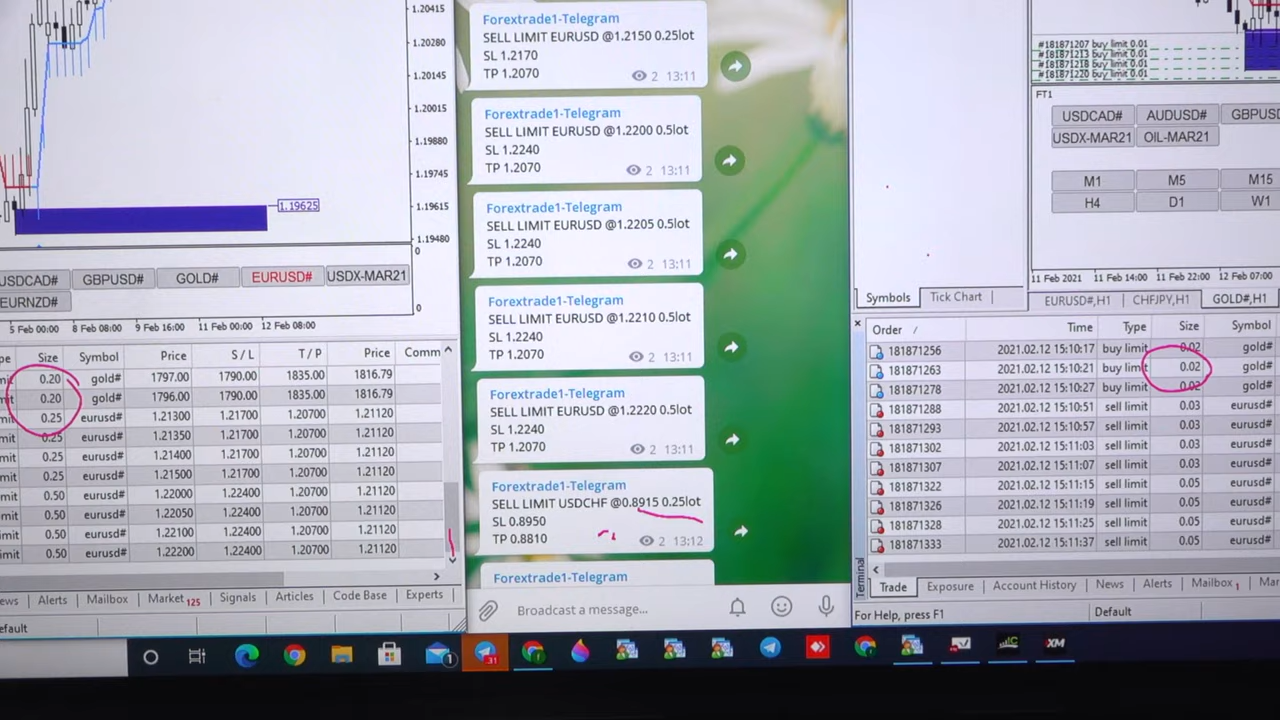 1.20415
1.20280
1.20145
1.20015
1.19880
1.19745
1.19615
1.19480
1.19625
0
0
USDCAD#
GBPUSD#
GOLD#
EURUSD#
USDX-MAR21
EURNZD#
5 Feb 00:00
8 Feb 08:00
9 Feb 16:00
11 Feb 00:00
12 Feb 08:00
Size Symbol Price S / L T / P Price Comm
0.20 gold# 1797.00 1790.00 1835.00 1816.79
0.20 gold# 1796.00 1790.00 1835.00 1816.79
0.25 eurusd# 1.21300 1.21700 1.20700 1.21120
0.25 eurusd# 1.21350 1.21700 1.20700 1.21120
0.25 eurusd# 1.21400 1.21700 1.20700 1.21120
0.25 eurusd# 1.21500 1.21700 1.20700 1.21120
0.50 eurusd# 1.22000 1.22400 1.20700 1.21120
0.50 eurusd# 1.22050 1.22400 1.20700 1.21120
0.50 eurusd# 1.22100 1.22400 1.20700 1.21120
0.50 eurusd# 1.22200 1.22400 1.20700 1.21120
ews Alerts Mailbox Market 125 Signals Articles Code Base Experts
efault
Forextrade1-Telegram
SELL LIMIT EURUSD @1.2150 0.25lot
SL 1.2170
TP 1.2070
2 13:11
Forextrade1-Telegram
SELL LIMIT EURUSD @1.2200 0.5lot
SL 1.2240
TP 1.2070
2 13:11
Forextrade1-Telegram
SELL LIMIT EURUSD @1.2205 0.5lot
SL 1.2240
TP 1.2070
2 13:11
Forextrade1-Telegram
SELL LIMIT EURUSD @1.2210 0.5lot
SL 1.2240
TP 1.2070
2 13:11
Forextrade1-Telegram
SELL LIMIT EURUSD @1.2220 0.5lot
SL 1.2240
TP 1.2070
2 13:11
Forextrade1-Telegram
SELL LIMIT USDCHF @0.8915 0.25lot
SL 0.8950
TP 0.8810
2 13:12
Forextrade1-Telegram
Broadcast a message...
#181871207 buy limit 0.01
#181871213 buy limit 0.01
#181871218 buy limit 0.01
#181871220 buy limit 0.01
FT1
USDCAD# AUDUSD# GBPUSD
USDX-MAR21 OIL-MAR21
M1 M5 M15
H4 D1 W1
11 Feb 2021 11 Feb 14:00 11 Feb 22:00 12 Feb 07:00
Symbols Tick Chart
EURUSD#,H1 CHFJPY,H1 GOLD#,H1
Order Time Type Size Symbol
181871256 2021.02.12 15:10:17 buy limit 0.02 gold#
181871263 2021.02.12 15:10:21 buy limit 0.02 gold#
181871278 2021.02.12 15:10:27 buy limit 0.02 gold#
181871288 2021.02.12 15:10:51 sell limit 0.03 eurusd#
181871293 2021.02.12 15:10:57 sell limit 0.03 eurusd#
181871302 2021.02.12 15:11:03 sell limit 0.03 eurusd#
181871307 2021.02.12 15:11:07 sell limit 0.03 eurusd#
181871322 2021.02.12 15:11:15 sell limit 0.05 eurusd#
181871326 2021.02.12 15:11:19 sell limit 0.05 eurusd#
181871328 2021.02.12 15:11:25 sell limit 0.05 eurusd#
181871333 2021.02.12 15:11:37 sell limit 0.05 eurusd#
Terminal
Trade Exposure Account History News Alerts Mailbox 1 Mar
For Help, press F1
Default
1
31
XM